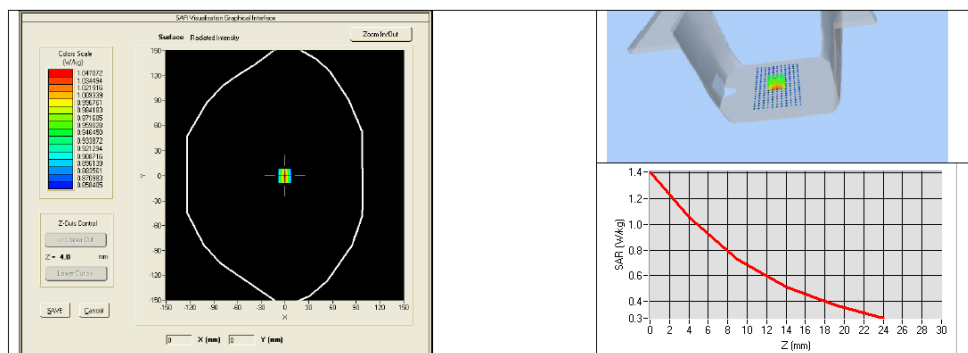 SAR Visualisation Graphical Interface
Surface Radiated Intensity
Zoom In/Out
Colors Scale
(W/kg)
1.047072
1.034494
1.021916
1.009339
0.996761
0.984183
0.971605
0.959028
0.946450
0.933872
0.921294
0.908716
0.896139
0.883561
0.870983
0.858405
Z-Cuts Control
<< Upper Cut
Z = 4.0 mm
Lower Cut >>
SAVE Cancel
150
120
90
60
30
0
-30
-60
-90
-120
-150
Y
-150 -120 -90 -60 -30 0 30 60 90 120 150
X
0 X (mm) 0 Y (mm)
1.4
1.2
1.0
0.8
0.6
0.4
0.3
SAR (W/kg)
0 2 4 6 8 10 12 14 16 18 20 22 24 26 28 30
Z (mm)